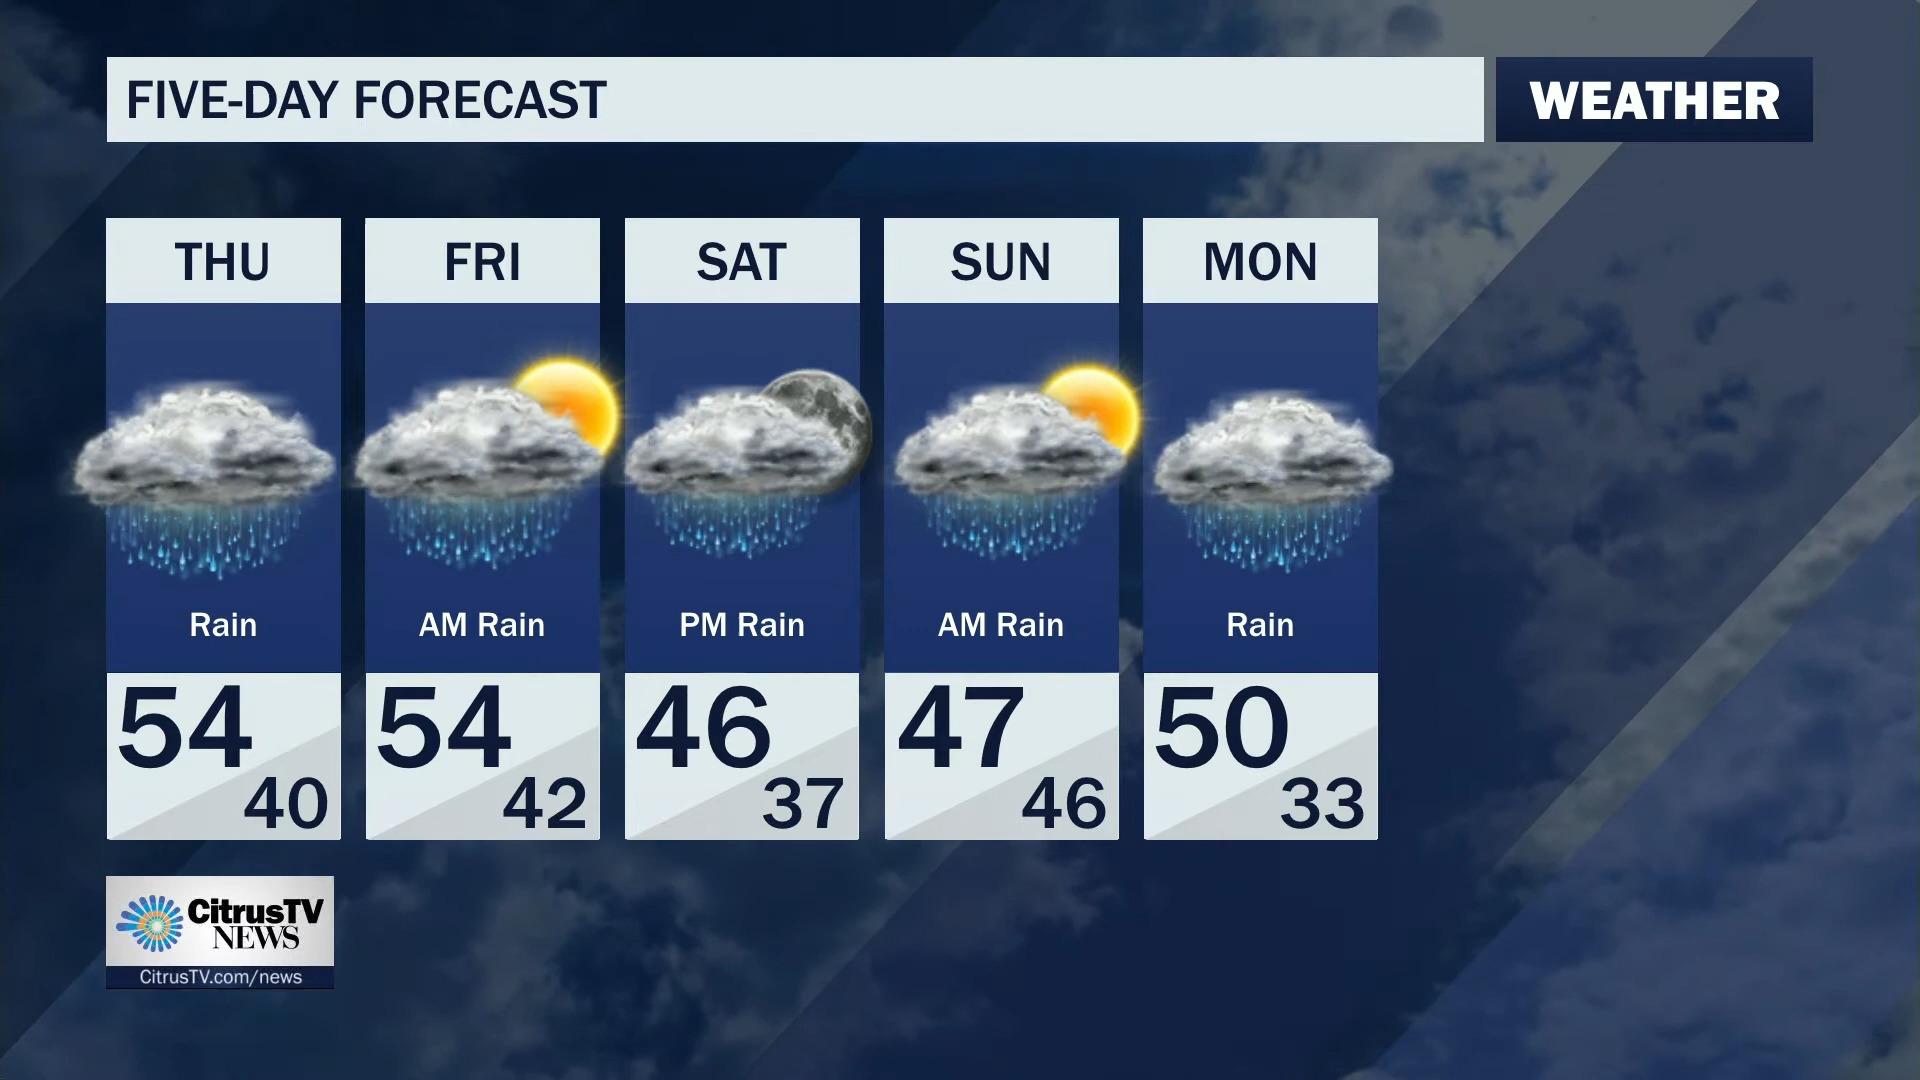 FIVE-DAY FORECAST
WEATHER
THU
FRI
SAT
SUN
MON
Rain
AM Rain
PM Rain
AM Rain
Rain
54
54
46
47
50
40
42
37
46
33
CitrusTV
NEWS
CitrusTV.com/news